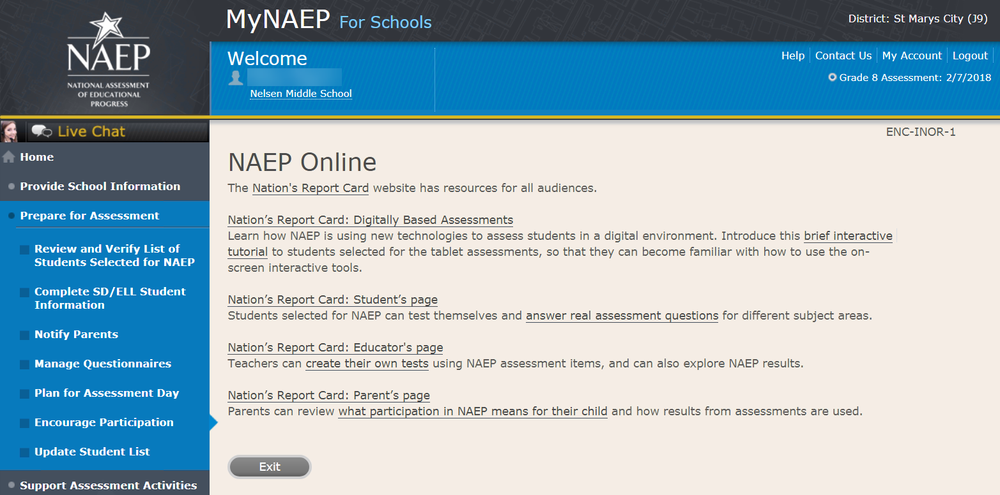 NAEP
NATIONAL ASSESSMENT
OF EDUCATIONAL
PROGRESS
MyNAEP For Schools
District: St Marys City (J9)
Welcome
Nelsen Middle School
Help
Contact Us
My Account
Logout
Grade 8 Assessment: 2/7/2018
Live Chat
Home
Provide School Information
Prepare for Assessment
Review and Verify List of
Students Selected for NAEP
Complete SD/ELL Student
Information
Notify Parents
Manage Questionnaires
Plan for Assessment Day
Encourage Participation
Update Student List
Support Assessment Activities
ENC-INOR-1
NAEP Online
The Nation's Report Card website has resources for all audiences.
Nation’s Report Card: Digitally Based Assessments
Learn how NAEP is using new technologies to assess students in a digital environment. Introduce this brief interactive
tutorial to students selected for the tablet assessments, so that they can become familiar with how to use the on-
screen interactive tools.
Nation’s Report Card: Student’s page
Students selected for NAEP can test themselves and answer real assessment questions for different subject areas.
Nation’s Report Card: Educator's page
Teachers can create their own tests using NAEP assessment items, and can also explore NAEP results.
Nation’s Report Card: Parent’s page
Parents can review what participation in NAEP means for their child and how results from assessments are used.
Exit